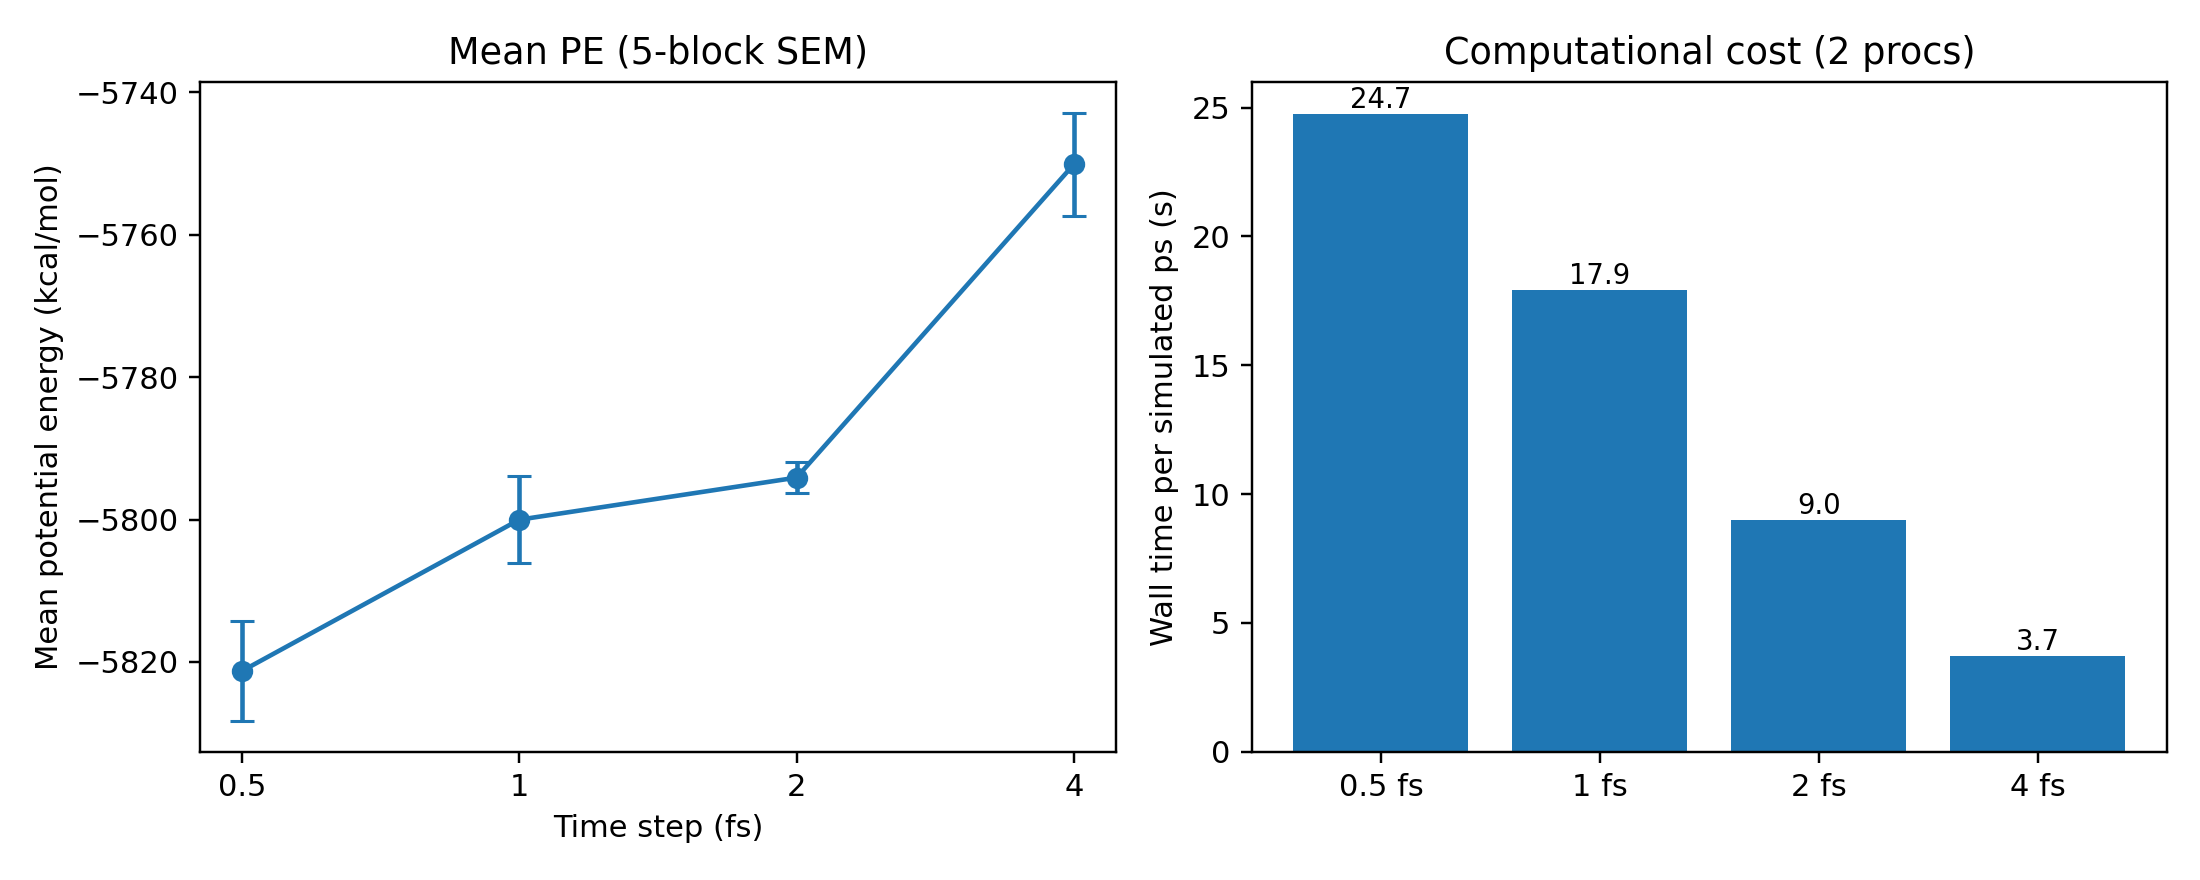 Mean PE (5-block SEM)
Mean potential energy (kcal/mol)
−5740
−5760
−5780
−5800
−5820
0.5 1 2 4
Time step (fs)
Computational cost (2 procs)
Wall time per simulated ps (s)
25
20
15
10
5
0
24.7
17.9
9.0
3.7
0.5 fs 1 fs 2 fs 4 fs